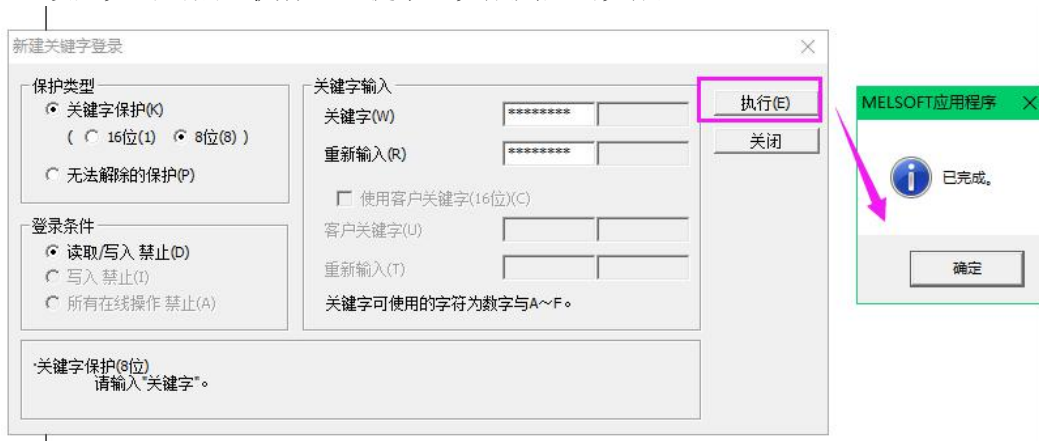 新建关键字登录
保护类型
关键字保护(K)
( 16位(1) 8位(8) )
无法解除的保护(P)
登录条件
读取/写入 禁止(D)
写入 禁止(I)
所有在线操作 禁止(A)
关键字输入
关键字(W) ********
重新输入(R) ********
使用客户关键字(16位)(C)
客户关键字(U)
重新输入(T)
关键字可使用的字符为数字与A～F。
执行(E)
关闭
·关键字保护(8位)
请输入"关键字"。
MELSOFT应用程序
已完成。
确定